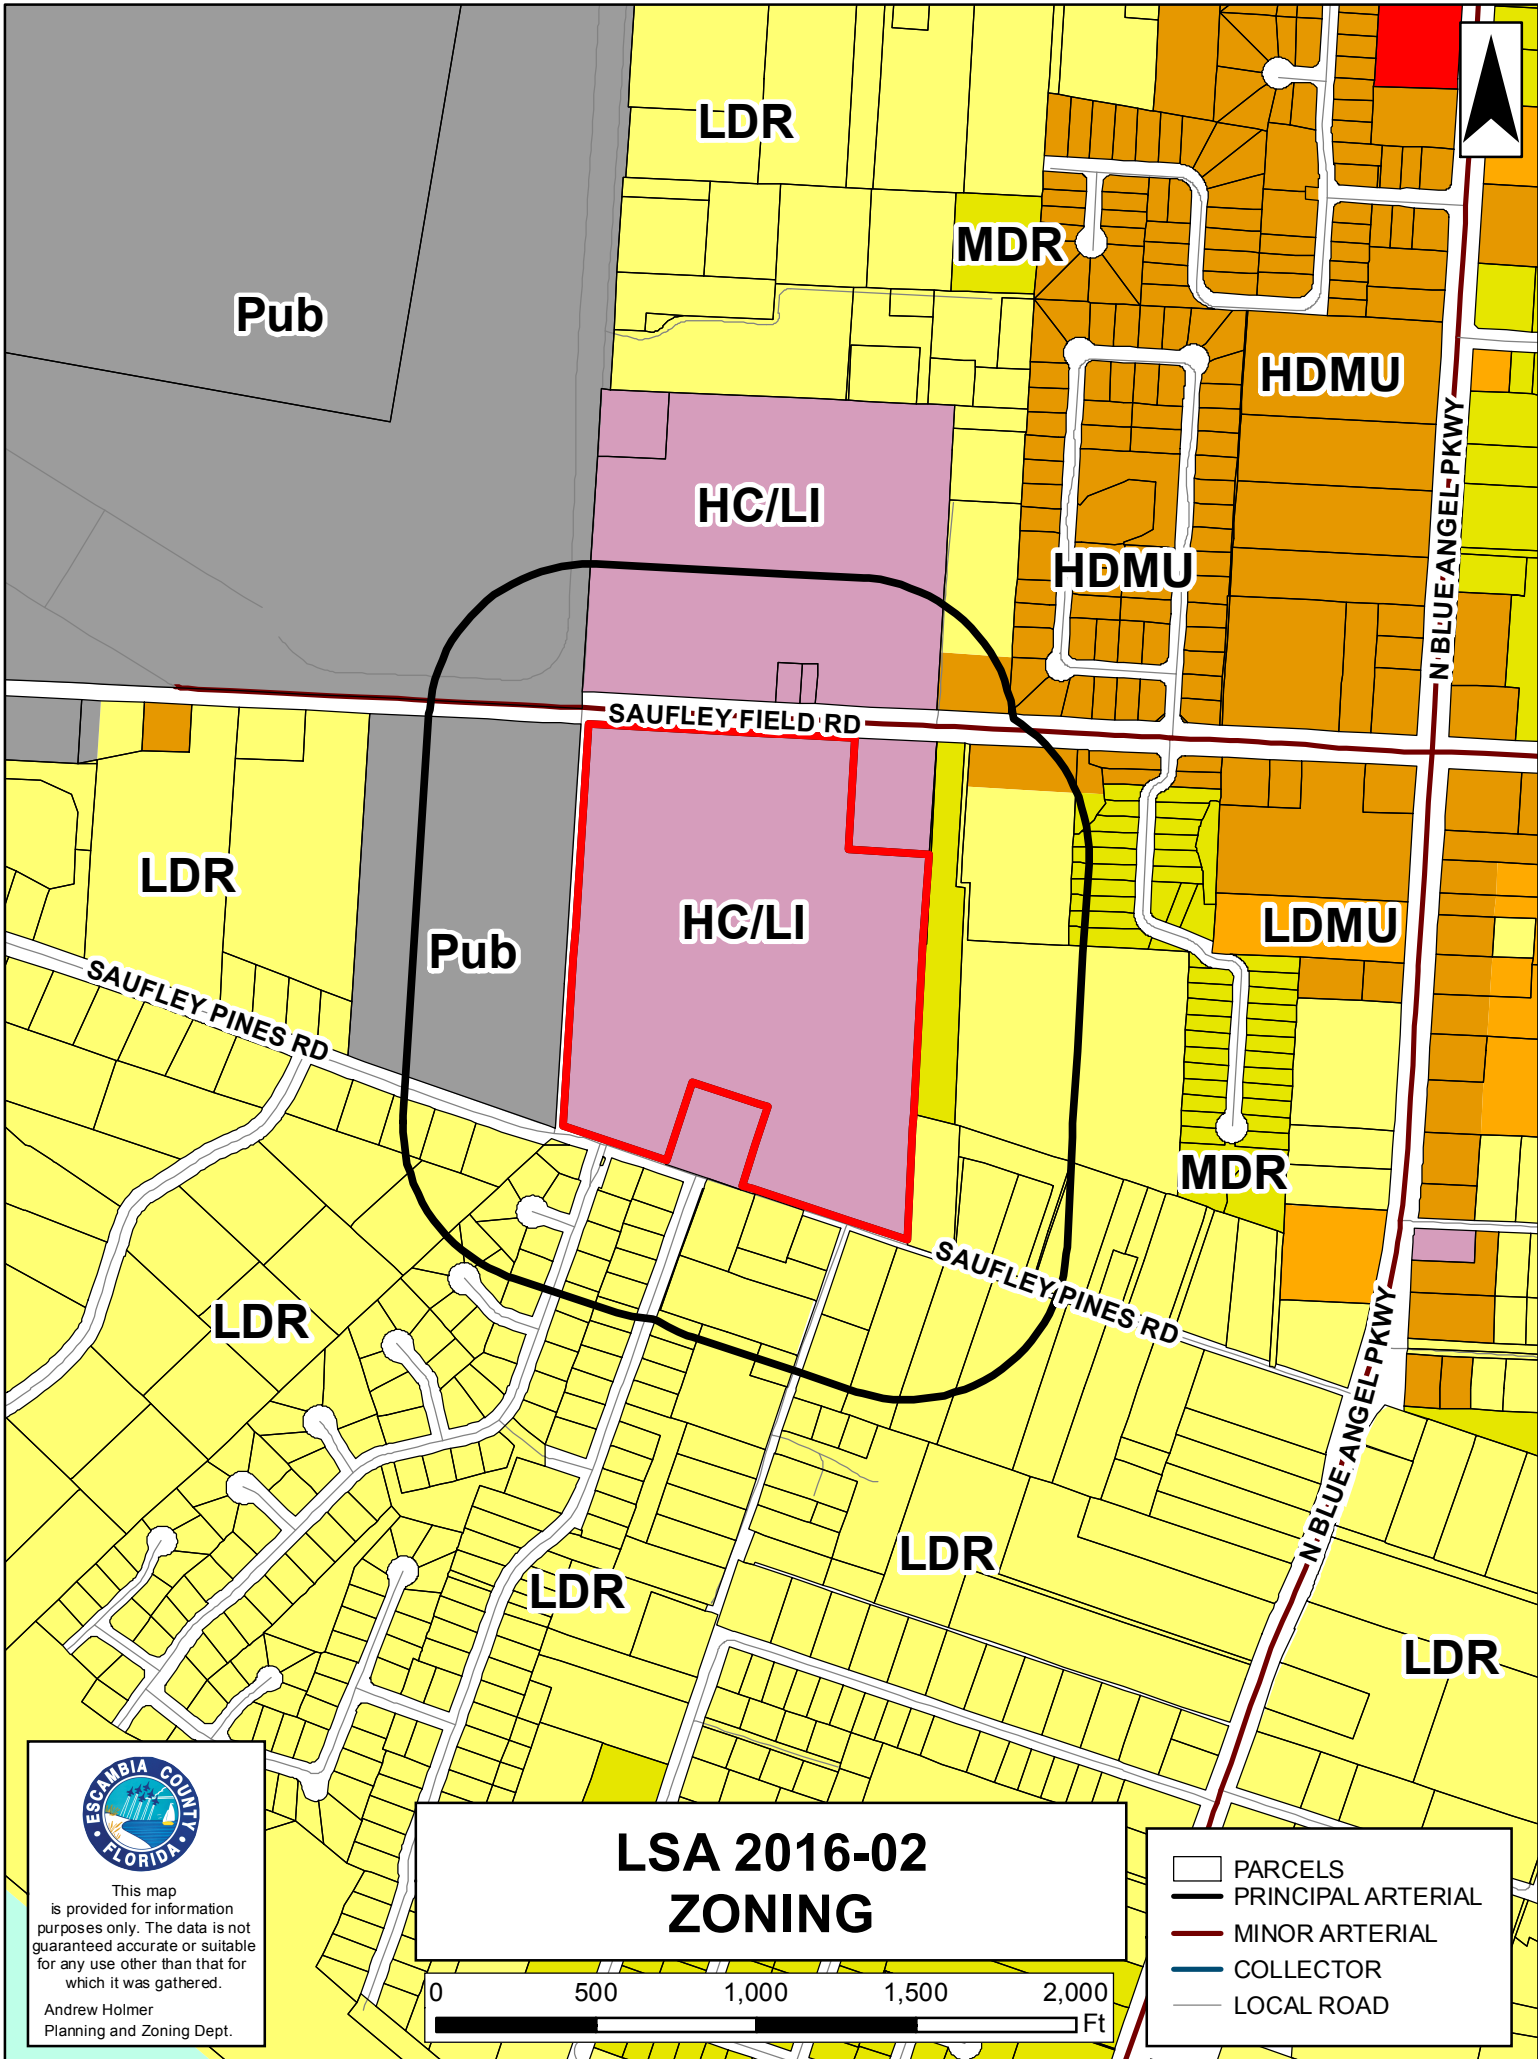 LDR
MDR
Pub
HDMU
HC/LI
HDMU
N BLUE ANGEL PKWY
SAUFLEY FIELD RD
LDR
HC/LI
LDMU
Pub
SAUFLEY PINES RD
MDR
SAUFLEY PINES RD
LDR
N BLUE ANGEL PKWY
LDR
LDR
LDR
ESCAMBIA COUNTY
FLORIDA
This map
is provided for information
purposes only. The data is not
guaranteed accurate or suitable
for any use other than that for
which it was gathered.
Andrew Holmer
Planning and Zoning Dept.
LSA 2016-02
ZONING
0 500 1,000 1,500 2,000
Ft
PARCELS
PRINCIPAL ARTERIAL
MINOR ARTERIAL
COLLECTOR
LOCAL ROAD